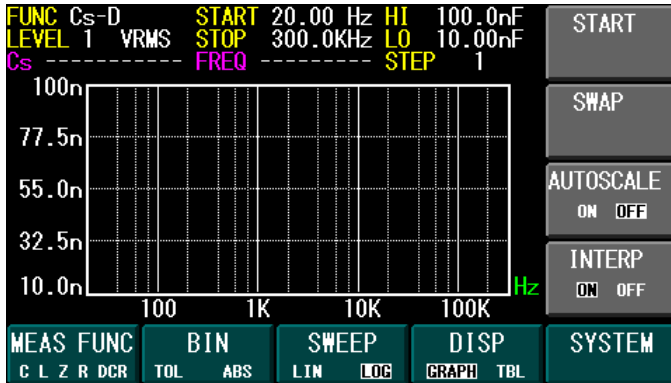 FUNC Cs-D START 20.00 Hz HI 100.0nF
LEVEL 1 VRMS STOP 300.0KHz LO 10.00nF
Cs ----------- FREQ ---------- STEP 1
START
SWAP
AUTOSCALE
ON OFF
INTERP
ON OFF
100n
77.5n
55.0n
32.5n
10.0n
Hz
100 1K 10K 100K
MEAS FUNC BIN SWEEP DISP SYSTEM
C L Z R DCR TOL ABS LIN LOG GRAPH TBL